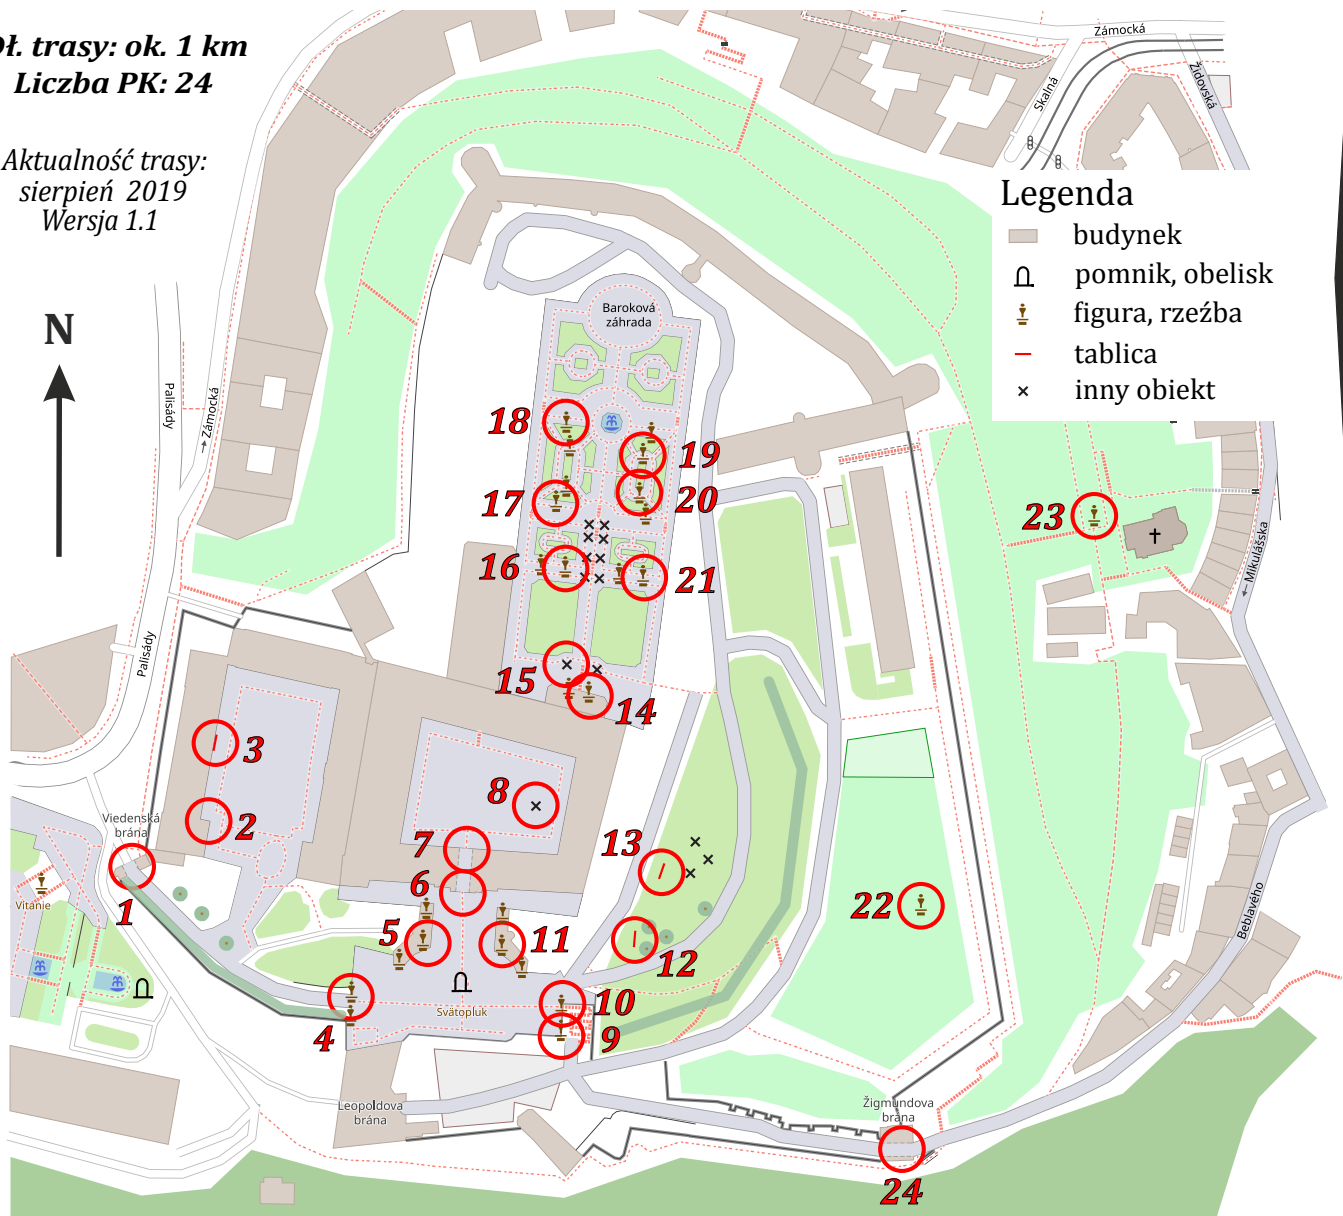 Dł. trasy: ok. 1 km
Liczba PK: 24
Aktualność trasy:
sierpień 2019
Wersja 1.1
N
Legenda
budynek
pomnik, obelisk
figura, rzeźba
tablica
inny obiekt
Zámocká
Skalná
Židovská
Baroková
záhrada
Palisády
→ Zámocká
Palisády
← Mikulášska
Beblavého
Viedenská
brána
Vítanie
Svätopluk
Leopoldova
brána
Žigmundova
brána
18
19
17
20
23
16
21
15
14
3
8
2
7
13
6
22
1
5
11
12
10
4
9
24